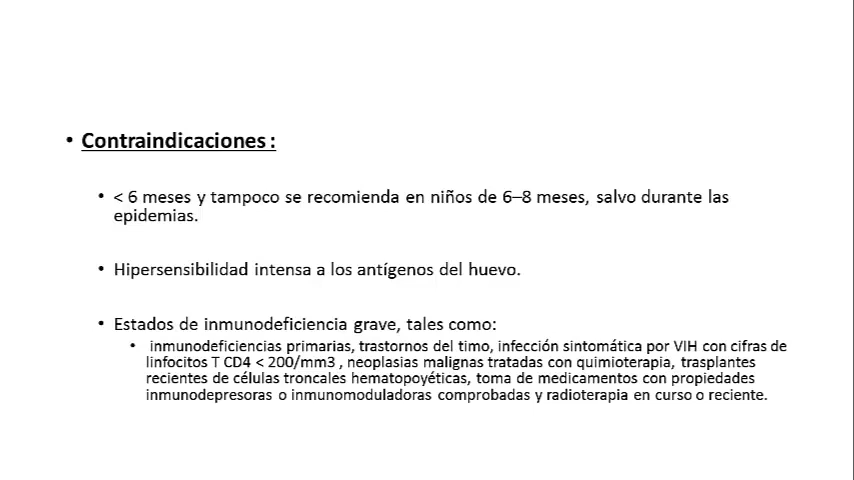 • Contraindicaciones :
• < 6 meses y tampoco se recomienda en niños de 6–8 meses, salvo durante las
epidemias.
• Hipersensibilidad intensa a los antígenos del huevo.
• Estados de inmunodeficiencia grave, tales como:
• inmunodeficiencias primarias, trastornos del timo, infección sintomática por VIH con cifras de
linfocitos T CD4 < 200/mm3 , neoplasias malignas tratadas con quimioterapia, trasplantes
recientes de células troncales hematopoyéticas, toma de medicamentos con propiedades
inmunodepresoras o inmunomoduladoras comprobadas y radioterapia en curso o reciente.